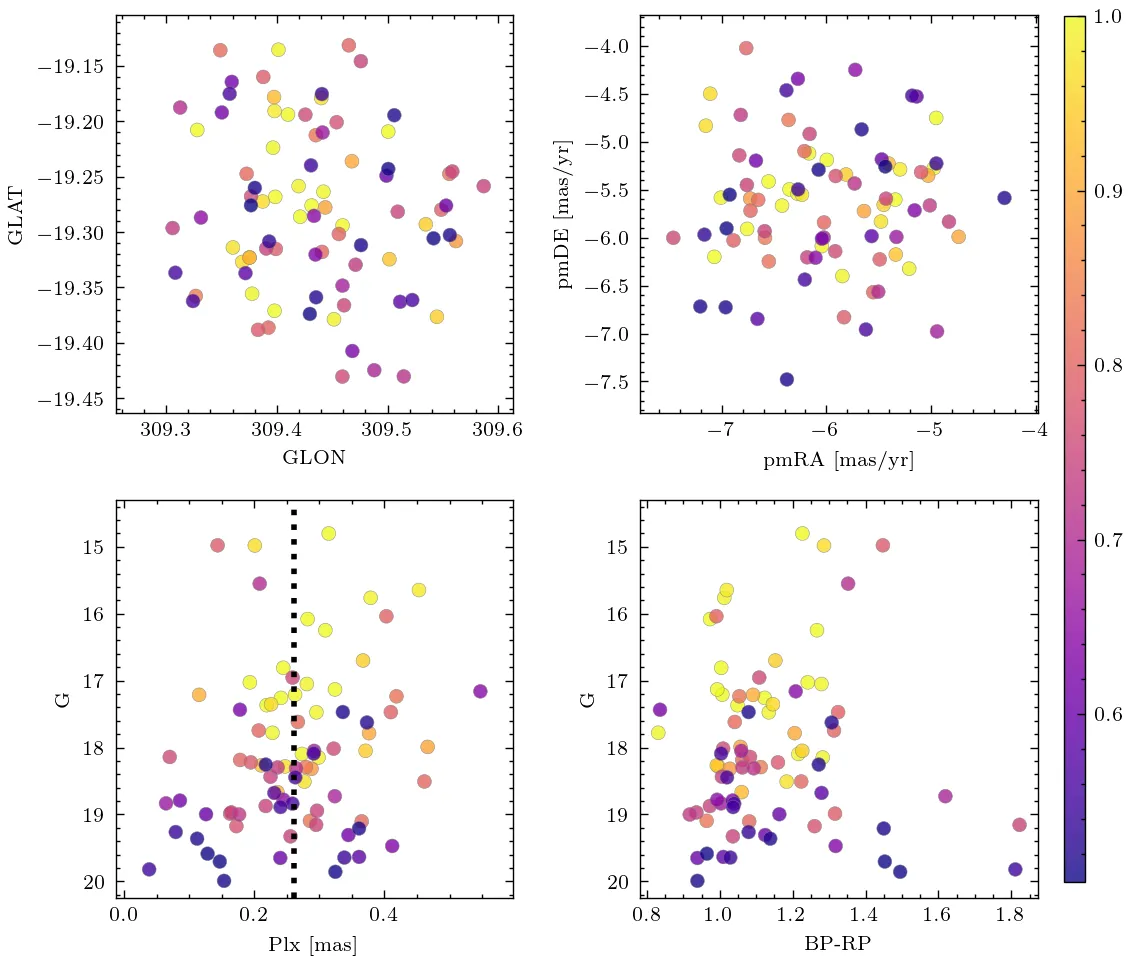 −19.15
−19.20
−19.25
−19.30
−19.35
−19.40
−19.45
GLAT
309.3 309.4 309.5 309.6
GLON
−4.0
−4.5
−5.0
−5.5
−6.0
−6.5
−7.0
−7.5
pmDE [mas/yr]
−7 −6 −5 −4
pmRA [mas/yr]
1.0
0.9
0.8
0.7
0.6
15
16
17
18
19
20
G
0.0 0.2 0.4
Plx [mas]
15
16
17
18
19
20
G
0.8 1.0 1.2 1.4 1.6 1.8
BP-RP